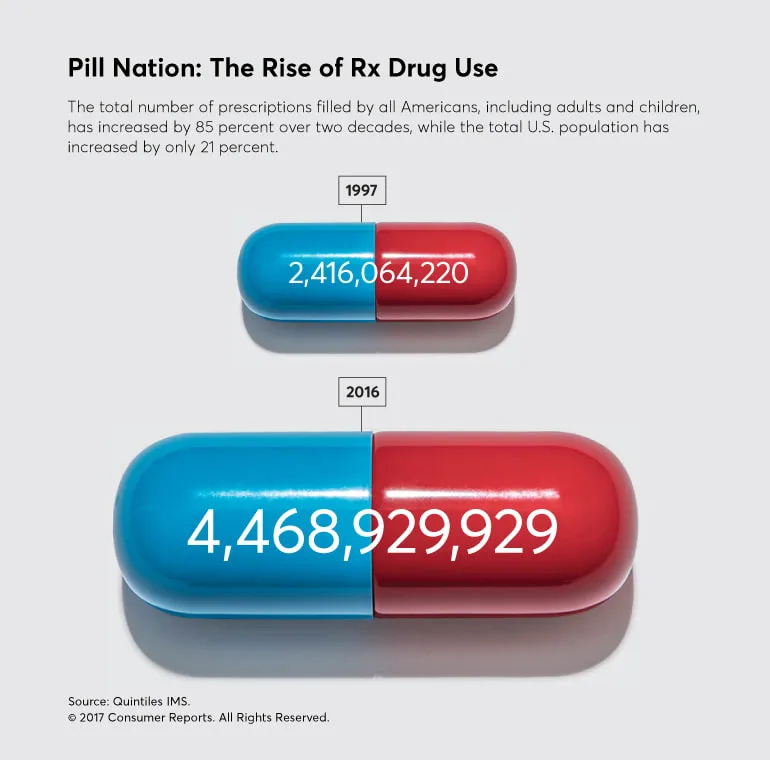 Pill Nation: The Rise of Rx Drug Use
The total number of prescriptions filled by all Americans, including adults and children,
has increased by 85 percent over two decades, while the total U.S. population has
increased by only 21 percent.
1997
2,416,064,220
2016
4,468,929,929
Source: Quintiles IMS.
© 2017 Consumer Reports. All Rights Reserved.